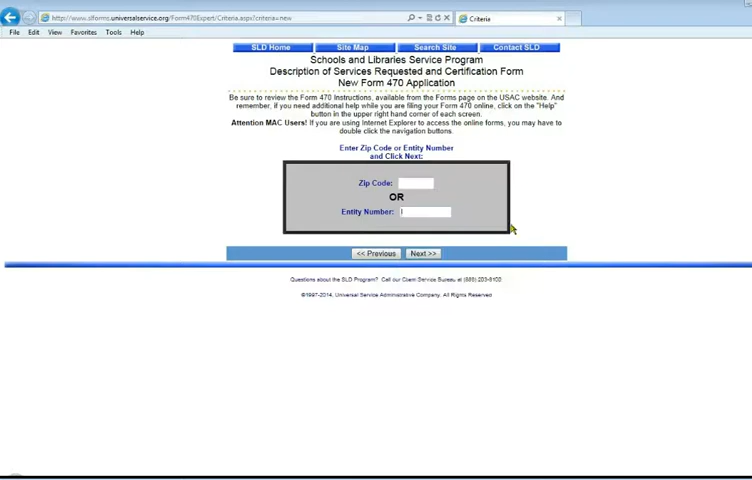 http://www.slforms.universalservice.org/Form470Expert/Criteria.aspx?criteria=new
Criteria
File Edit View Favorites Tools Help
SLD Home Site Map Search Site Contact SLD
Schools and Libraries Service Program
Description of Services Requested and Certification Form
New Form 470 Application
Be sure to review the Form 470 Instructions, available from the Forms page on the USAC website. And
remember, if you need additional help while you are filing your Form 470 online, click on the "Help"
button in the upper right hand corner of each screen.
Attention MAC Users! If you are using Internet Explorer to access the online forms, you may have to
double click the navigation buttons.
Enter Zip Code or Entity Number
and Click Next:
Zip Code:
OR
Entity Number:
<< Previous Next >>
Questions about the SLD Program? Call our Client Service Bureau at (888) 203-8100
©1997-2014, Universal Service Administrative Company, All Rights Reserved